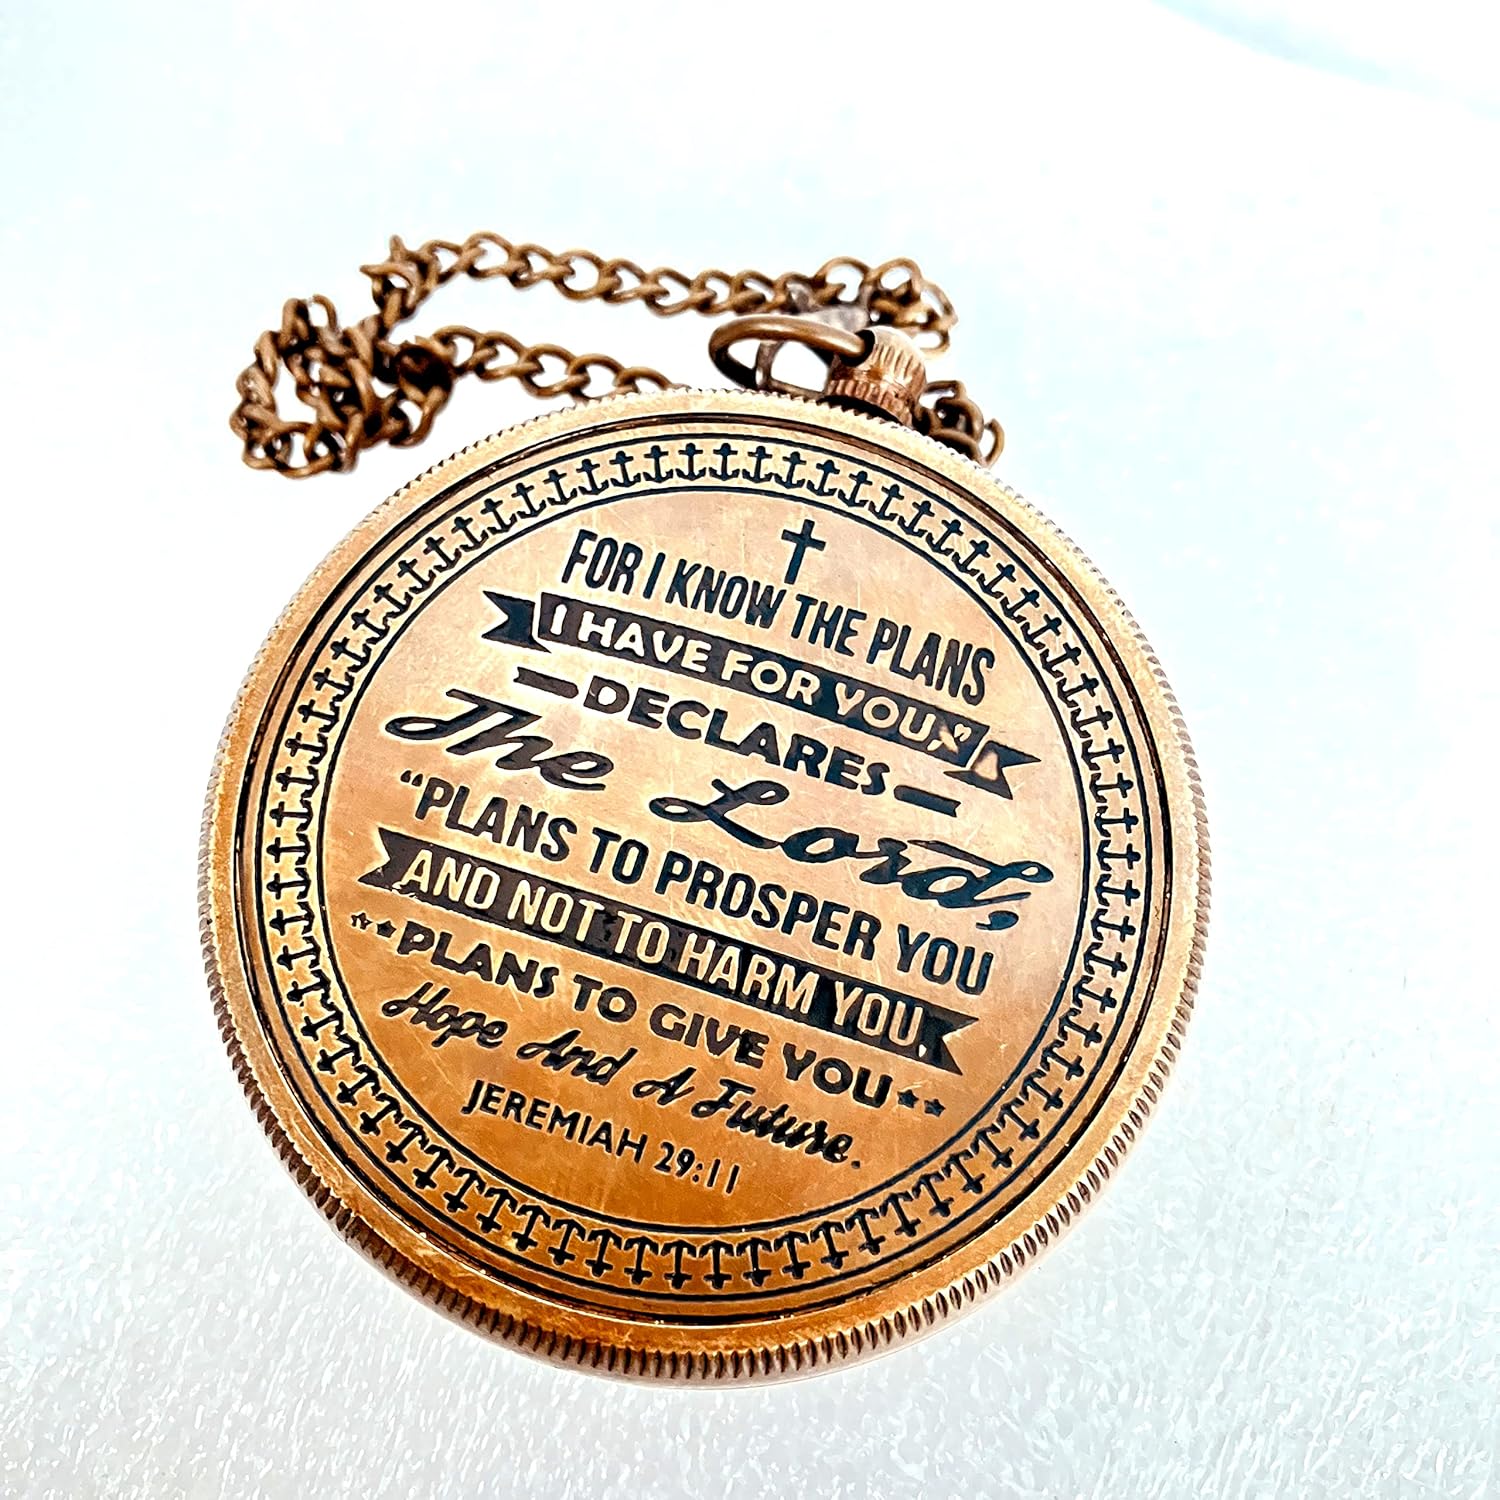 FOR I KNOW THE PLANS
I HAVE FOR YOU,
DECLARES
The Lord,
“PLANS TO PROSPER YOU
AND NOT TO HARM YOU,
PLANS TO GIVE YOU
Hope And A Future.
JEREMIAH 29:11